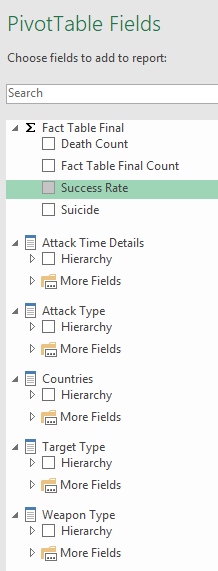 PivotTable Fields
Choose fields to add to report:
Search
Σ Fact Table Final
Death Count
Fact Table Final Count
Success Rate
Suicide
Attack Time Details
Hierarchy
More Fields
Attack Type
Hierarchy
More Fields
Countries
Hierarchy
More Fields
Target Type
Hierarchy
More Fields
Weapon Type
Hierarchy
More Fields